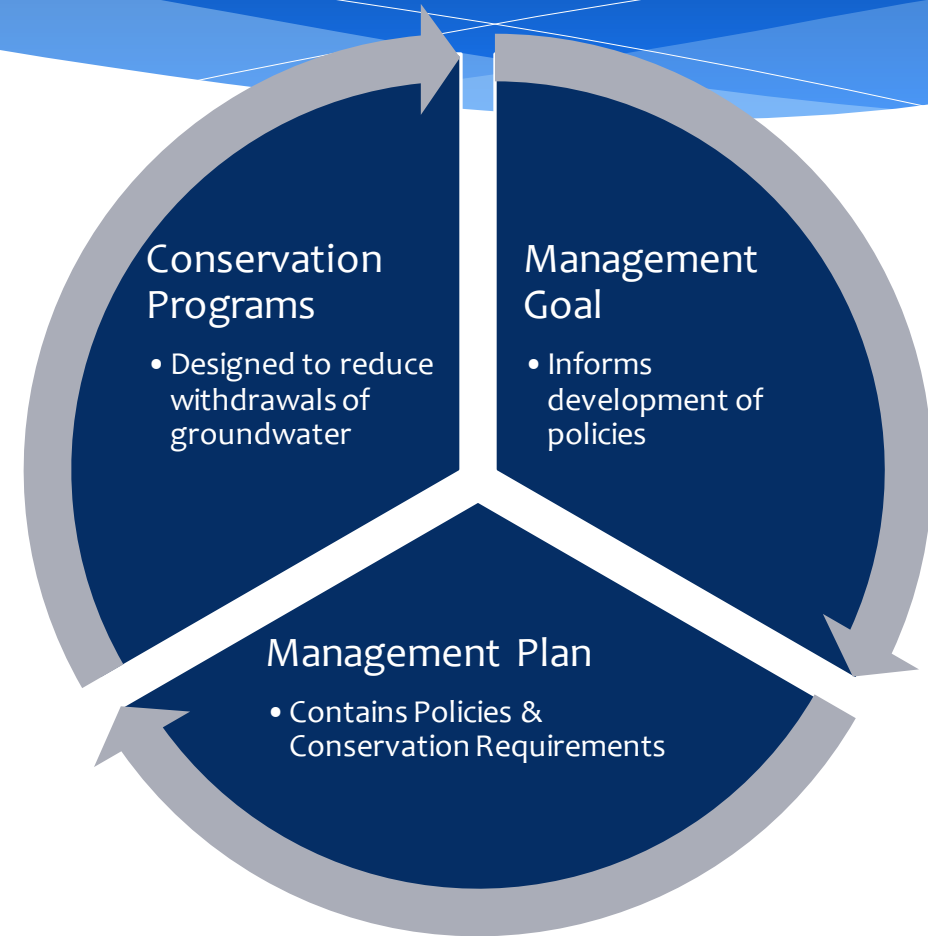 Conservation
Programs
• Designed to reduce
withdrawals of
groundwater
Management
Goal
• Informs
development of
policies
Management Plan
• Contains Policies &
Conservation Requirements